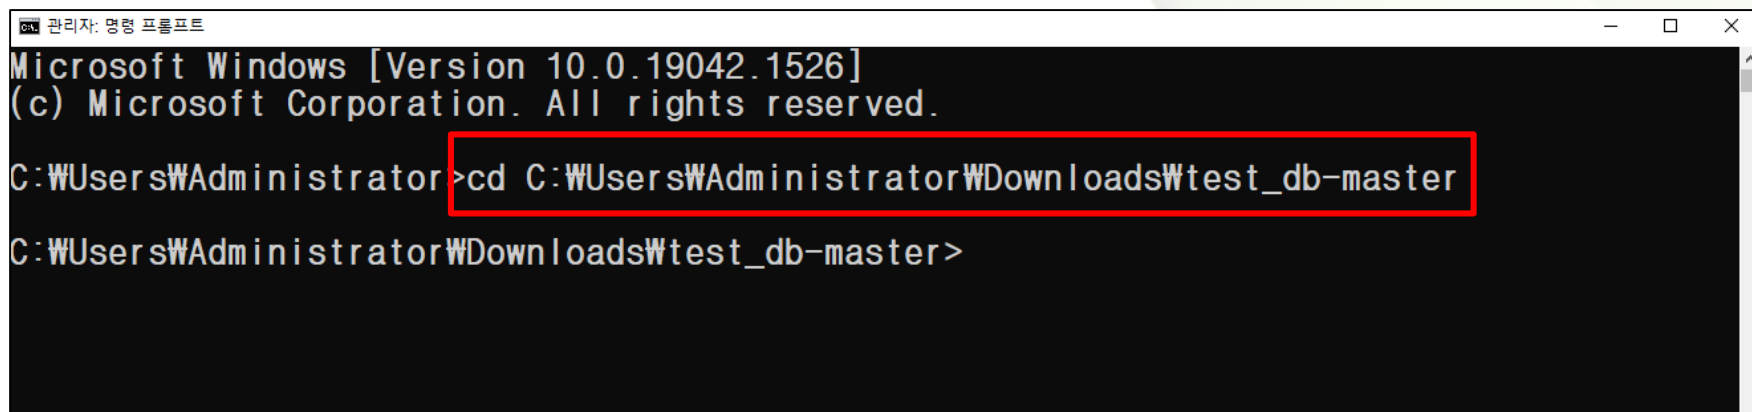 관리자: 명령 프롬프트
Microsoft Windows [Version 10.0.19042.1526]
(c) Microsoft Corporation. All rights reserved.
C:₩Users₩Administrator>cd C:₩Users₩Administrator₩Downloads₩test_db-master
C:₩Users₩Administrator₩Downloads₩test_db-master>